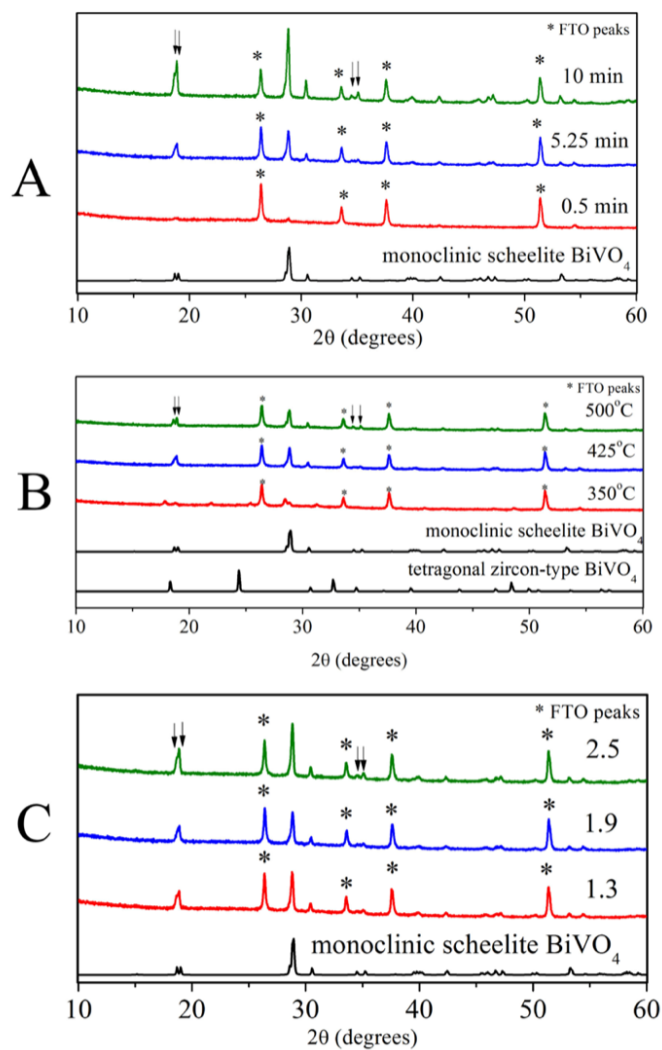 A
* FTO peaks
* * * *
10 min
* * * *
5.25 min
* * * *
0.5 min
monoclinic scheelite BiVO₄
10 20 30 40 50 60
2θ (degrees)
B
* FTO peaks
* * * *
500°C
* * * *
425°C
* * * *
350°C
monoclinic scheelite BiVO₄
tetragonal zircon-type BiVO₄
10 20 30 40 50 60
2θ (degrees)
C
* FTO peaks
* * * *
2.5
* * * *
1.9
* * * *
1.3
monoclinic scheelite BiVO₄
10 20 30 40 50 60
2θ (degrees)